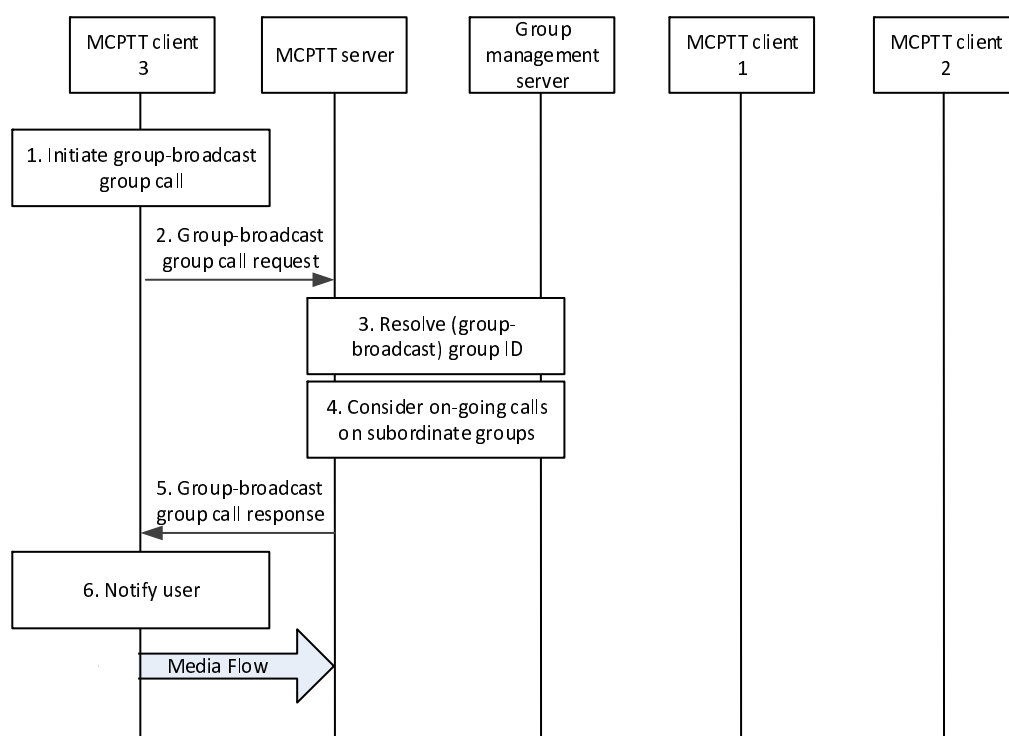 MCPTT client
3
MCPTT server
Group
management
server
MCPTT client
1
MCPTT client
2
1. Initiate group-broadcast
group call
2. Group-broadcast
group call request
3. Resolve (group-
broadcast) group ID
4. Consider on-going calls
on subordinate groups
5. Group-broadcast
group call response
6. Notify user
Media Flow